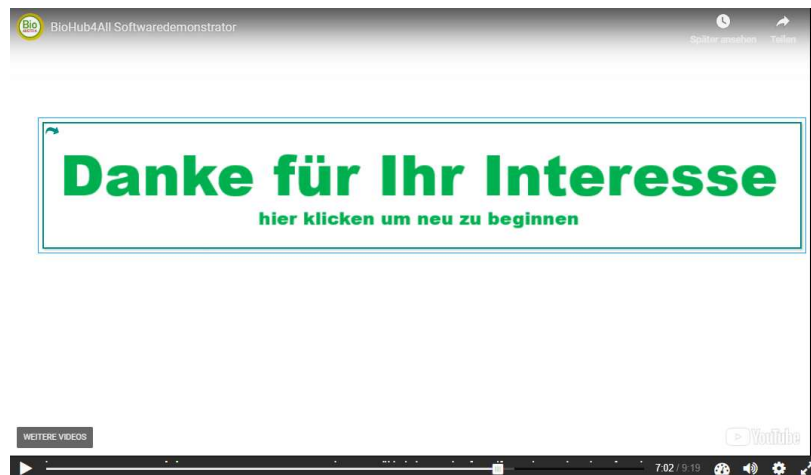 BioHub4All Softwaredemonstrator
Später ansehen
Teilen
Danke für Ihr Interesse
hier klicken um neu zu beginnen
WEITERE VIDEOS
YouTube
7:02 / 9:19